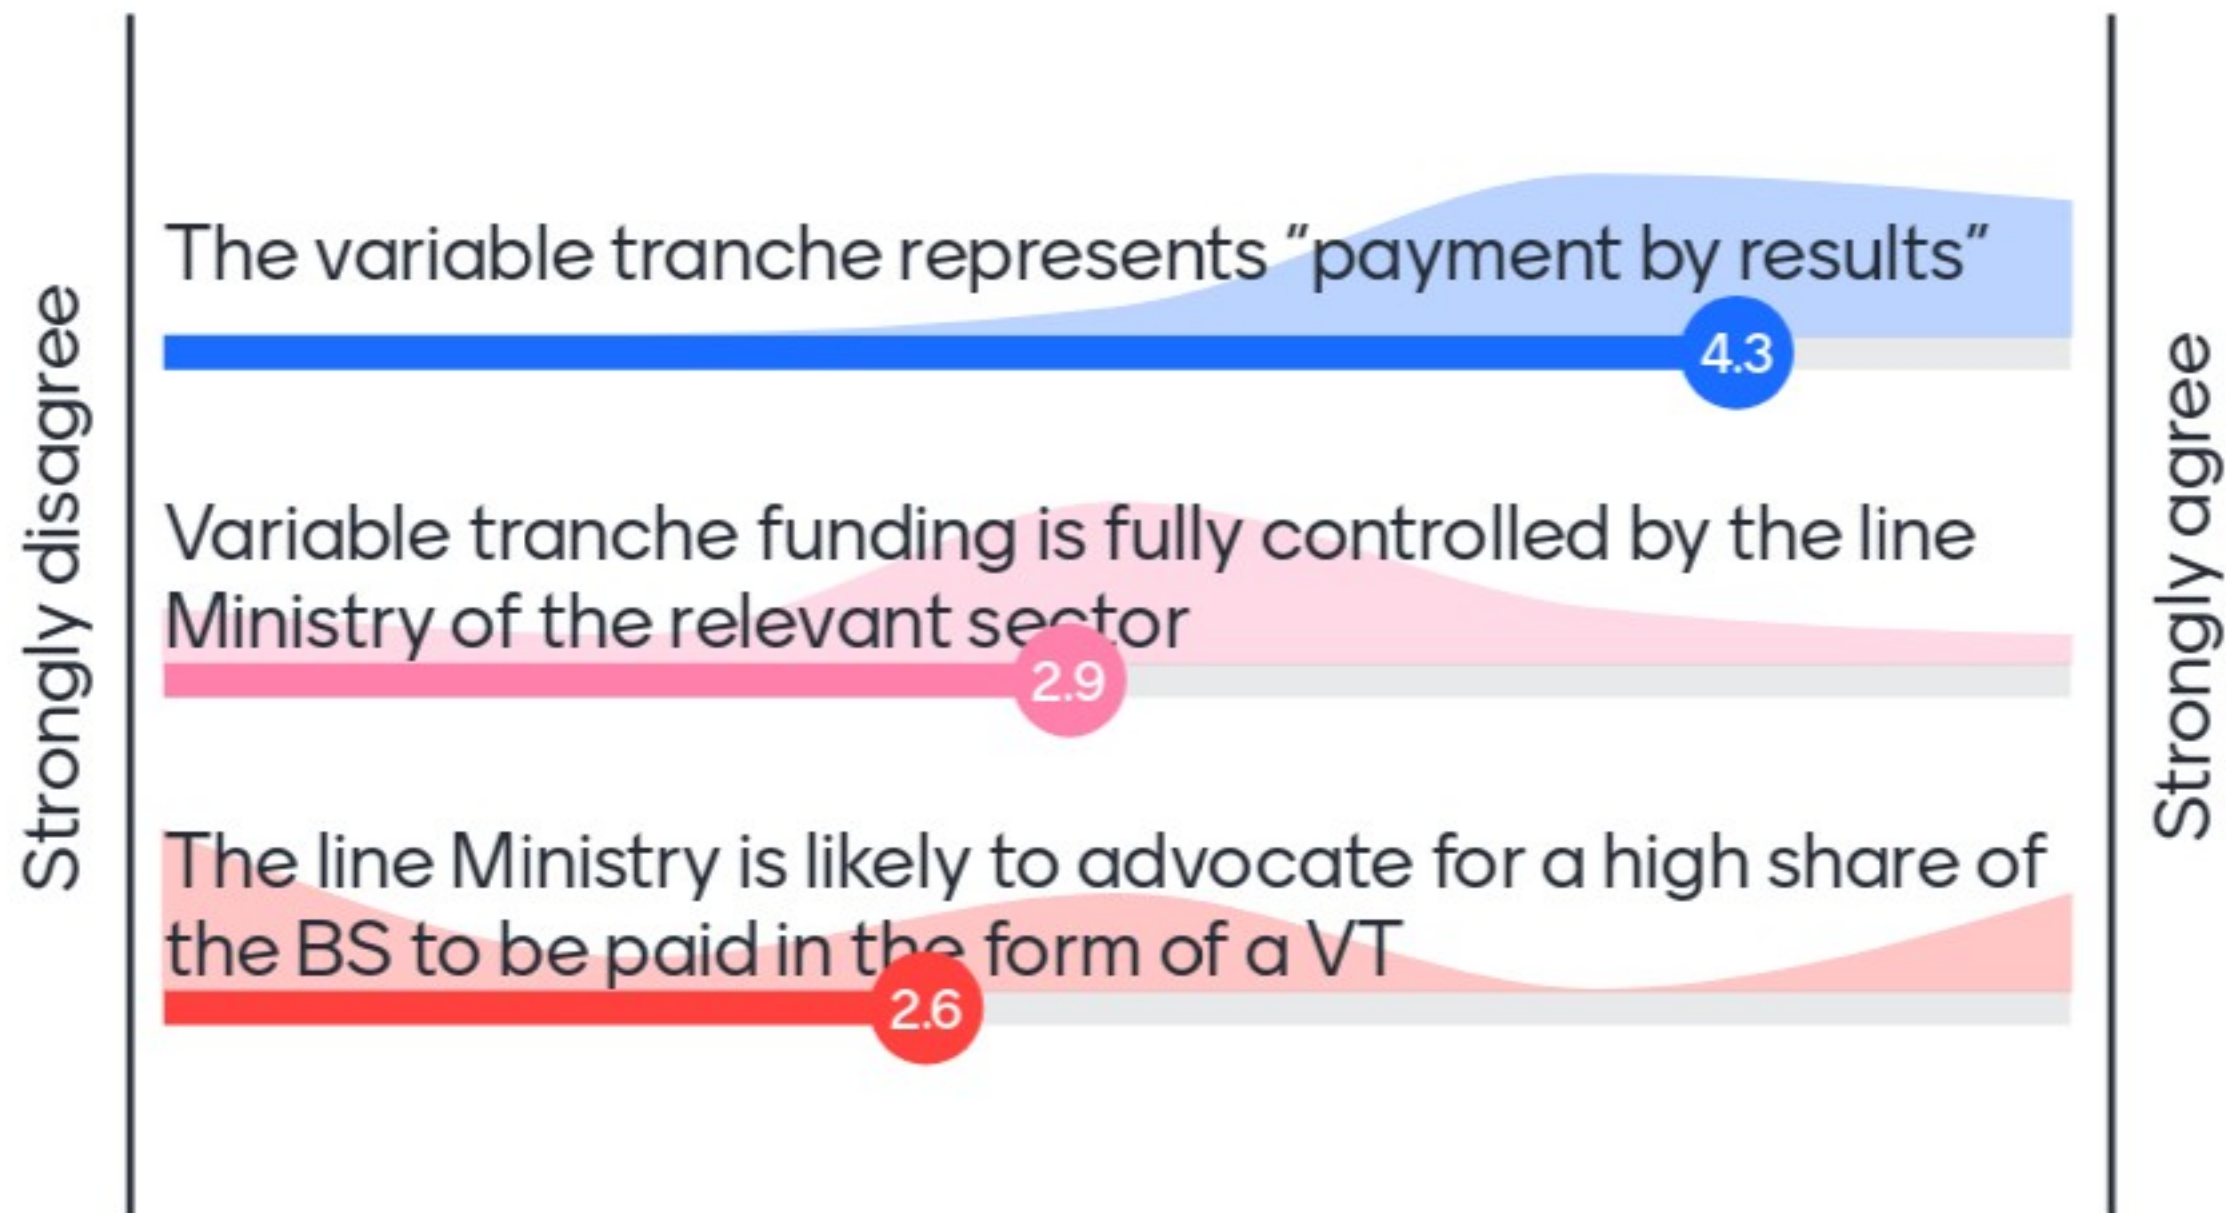 Strongly disagree
The variable tranche represents "payment by results"
4.3
Variable tranche funding is fully controlled by the line
Ministry of the relevant sector
2.9
The line Ministry is likely to advocate for a high share of
the BS to be paid in the form of a VT
2.6
Strongly agree